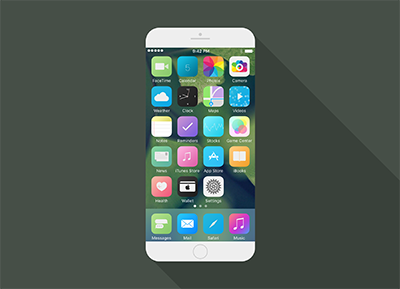 9:42 PM
5
FaceTime Calendar Photos Camera
Weather Clock Maps Videos
Notes Reminders Stocks Game Center
News iTunes Store App Store iBooks
Health Wallet Settings
Messages Mail Safari Music